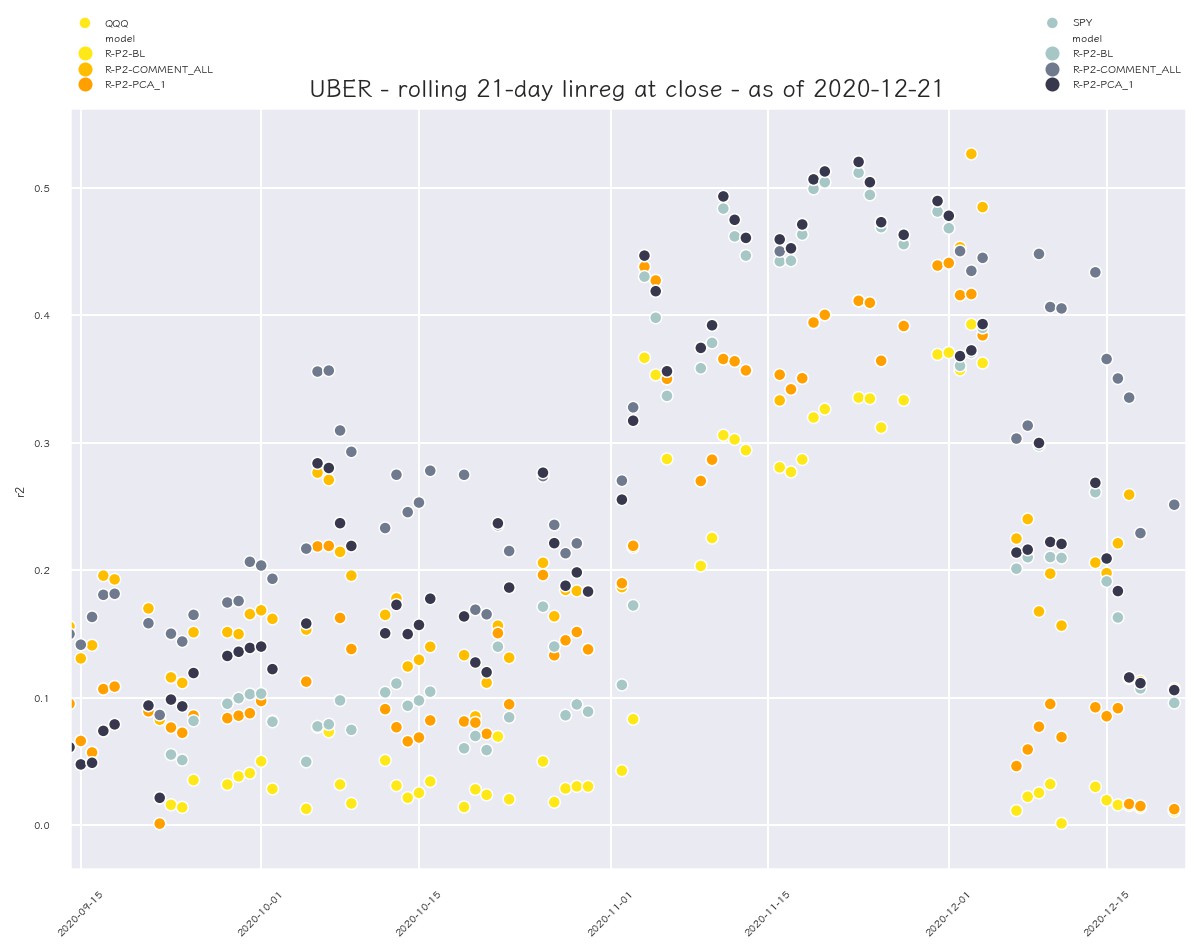 QQQ
model
R-P2-BL
R-P2-COMMENT_ALL
R-P2-PCA_1
SPY
model
R-P2-BL
R-P2-COMMENT_ALL
R-P2-PCA_1
UBER - rolling 21-day linreg at close - as of 2020-12-21
0.5
0.4
0.3
0.2
0.1
0.0
r2
2020-09-15
2020-10-01
2020-10-15
2020-11-01
2020-11-15
2020-12-01
2020-12-15